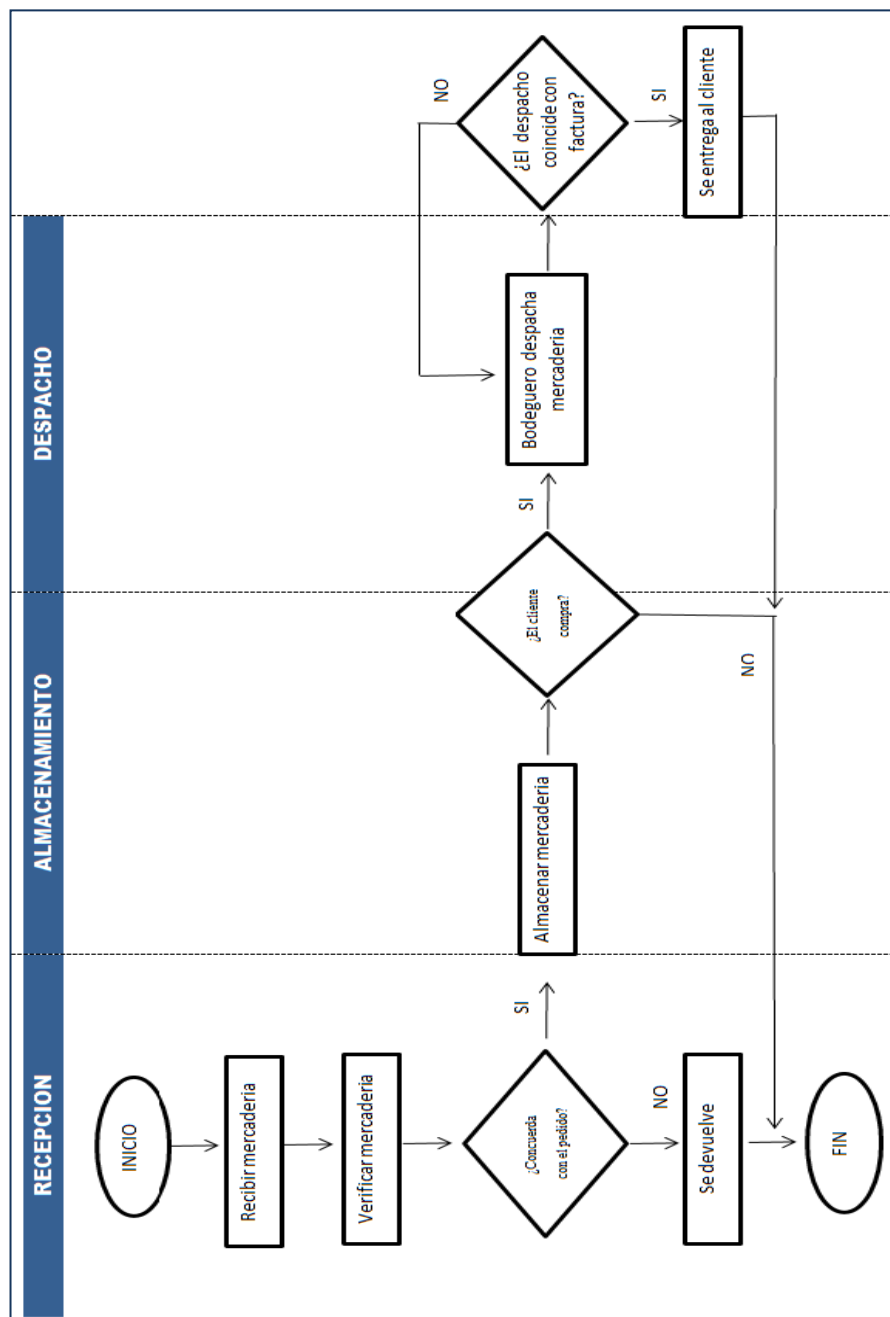 RECEPCION
ALMACENAMIENTO
DESPACHO
INICIO
Recibir mercaderia
Verificar mercaderia
¿Concuerda
con el pedido?
SI
NO
Se devuelve
FIN
Almacenar mercaderia
¿El cliente
compra?
SI
NO
Bodeguero despacha
mercaderia
¿El despacho
coincide con
factura?
NO
SI
Se entrega al cliente